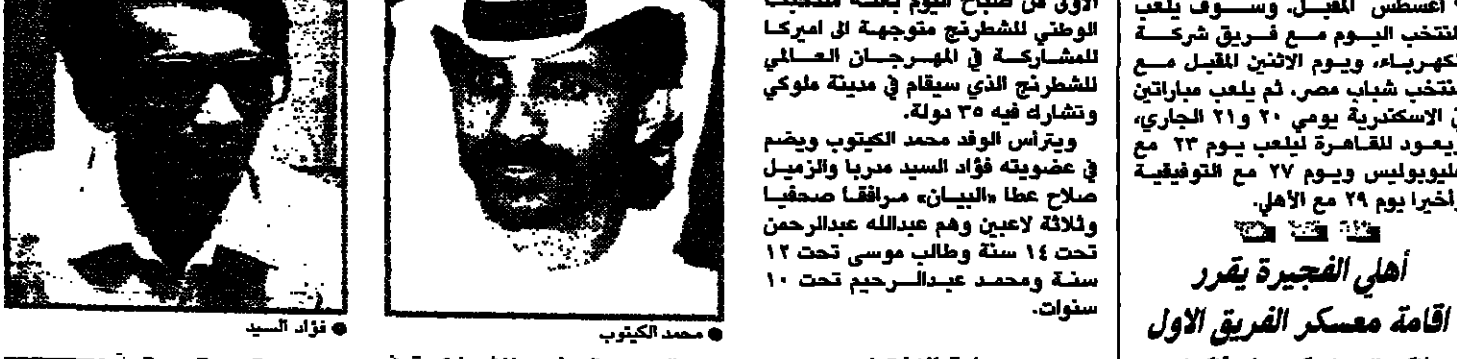 أغسطس المقبل. وسوف يلعب
المنتخب اليوم مع فريق شركة
الكهرباء، ويوم الاثنين المقبل مع
منتخب شباب مصر. ثم يلعب مباراتين
في الاسكندرية يومي ٢٠ و٢١ الجاري،
ويعود للقاهرة ليلعب يوم ٢٣ مع
هليوبوليس ويوم ٢٧ مع التوفيقية
وأخيرا يوم ٢٩ مع الأهلي.
أهلي الفجيرة يقرر
اقامة معسكر الفريق الاول
الأولى من صباح اليوم بعثة منتخبنا
الوطني للشطرنج متوجهة الى اميركا
للمشاركة في المهرجان العالمي
للشطرنج الذي سيقام في مدينة ملوكي
وتشارك فيه ٣٥ دولة.
ويترأس الوفد محمد الكيتوب ويضم
في عضويته فؤاد السيد مدربا والزميل
صلاح عطا «البيان» مرافقا صحفيا
وثلاثة لاعبين وهم عبدالله عبدالرحمن
تحت ١٤ سنة وطالب موسى تحت ١٢
سنة ومحمد عبدالرحيم تحت ١٠
سنوات.
● محمد الكيتوب
● فؤاد السيد